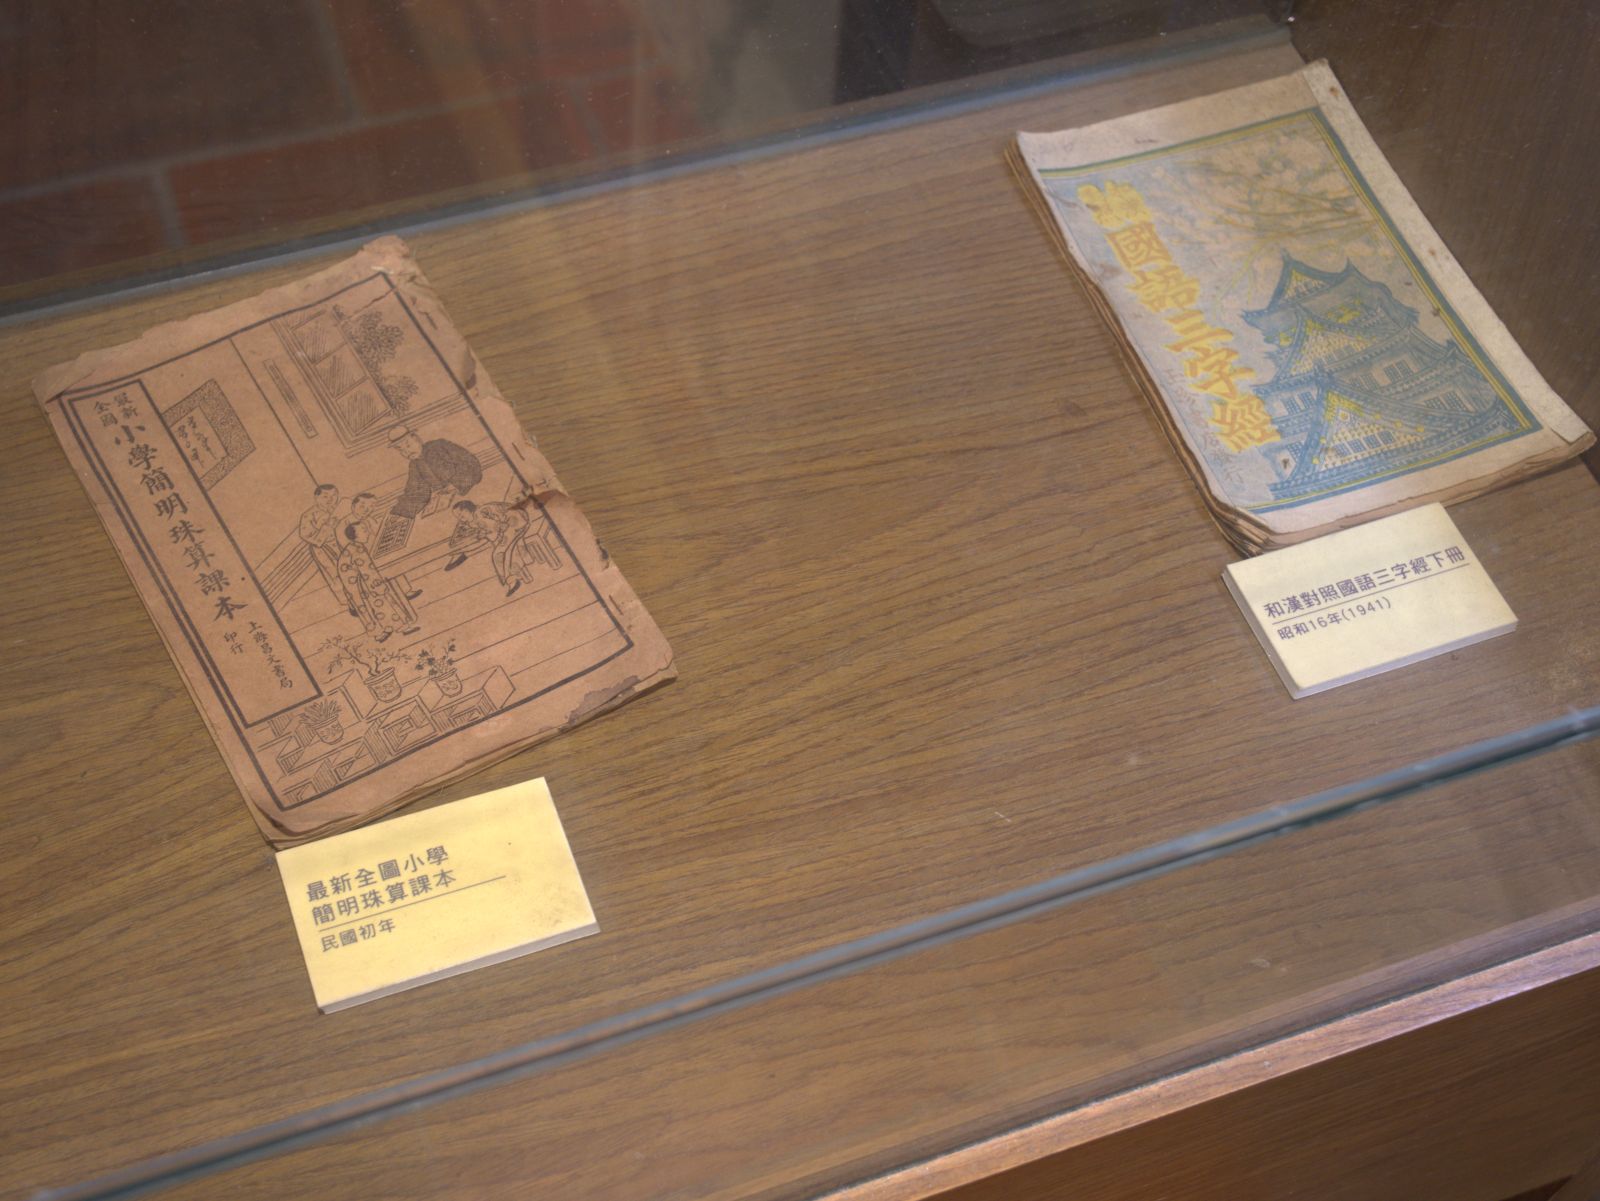 最新
全圖
小學簡明珠算課本
上海昌文書局
印行
最新全圖小學
簡明珠算課本
民國初年
國語三字經
和漢對照國語三字經下冊
昭和16年(1941)